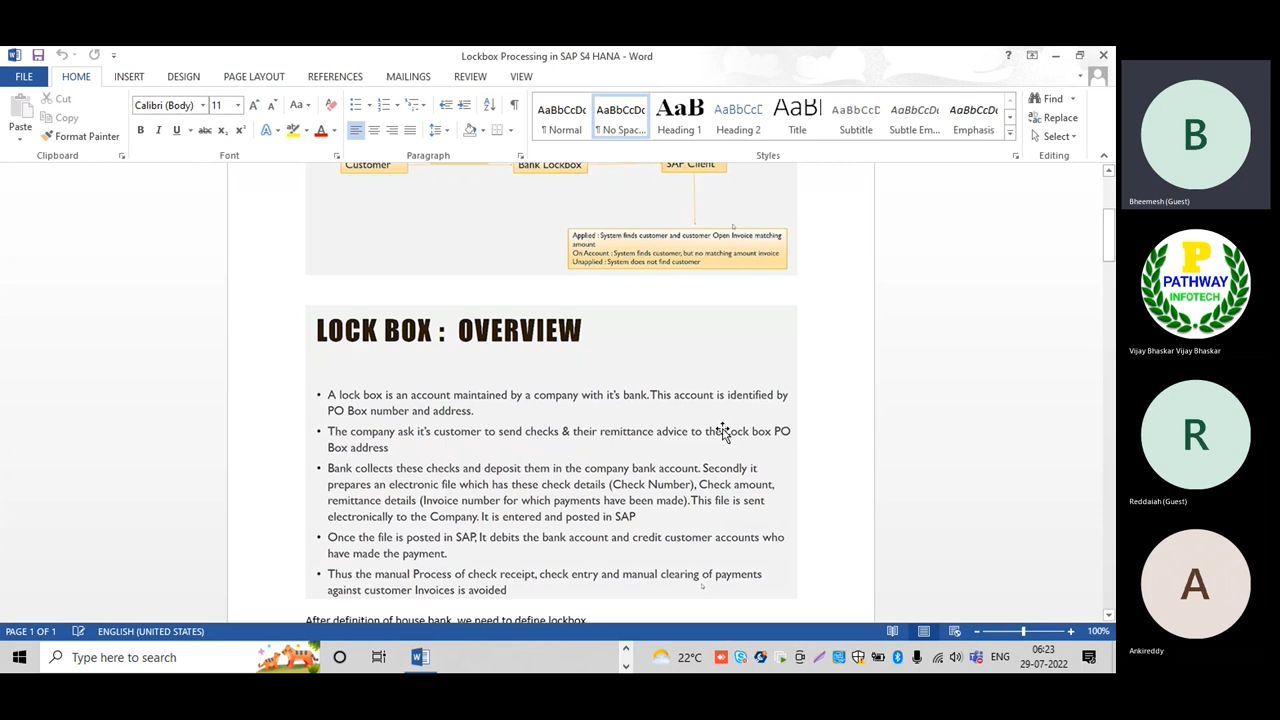 Lockbox Processing in SAP S4 HANA - Word
FILE HOME INSERT DESIGN PAGE LAYOUT REFERENCES MAILINGS REVIEW VIEW
Cut
Copy
Paste
Format Painter
Calibri (Body) 11
AaBbCcDc AaBbCcDc AaB AaBbCcD AaBl AaBbCcD AaBbCcDc AaBbCcDc
¶ Normal ¶ No Spac... Heading 1 Heading 2 Title Subtitle Subtle Em... Emphasis
Find
Replace
Select
Clipboard Font Paragraph Styles Editing
Customer Bank Lockbox SAP Client
Applied : System finds customer and customer Open Invoice matching
amount
On Account : System finds customer, but no matching amount invoice
Unapplied : System does not find customer
LOCK BOX : OVERVIEW
• A lock box is an account maintained by a company with it's bank. This account is identified by
PO Box number and address.
• The company ask it's customer to send checks & their remittance advice to the Lock box PO
Box address
• Bank collects these checks and deposit them in the company bank account. Secondly it
prepares an electronic file which has these check details (Check Number), Check amount,
remittance details (Invoice number for which payments have been made). This file is sent
electronically to the Company. It is entered and posted in SAP
• Once the file is posted in SAP, It debits the bank account and credit customer accounts who
have made the payment.
• Thus the manual Process of check receipt, check entry and manual clearing of payments
against customer Invoices is avoided
After definition of house bank, we need to define lockbox
PAGE 1 OF 1 ENGLISH (UNITED STATES) 100%
Type here to search
22°C
ENG
06:23
29-07-2022
B
Bheemesh (Guest)
P
PATHWAY
INFOTECH
Vijay Bhaskar Vijay Bhaskar
R
Reddaiah (Guest)
A
Ankireddy